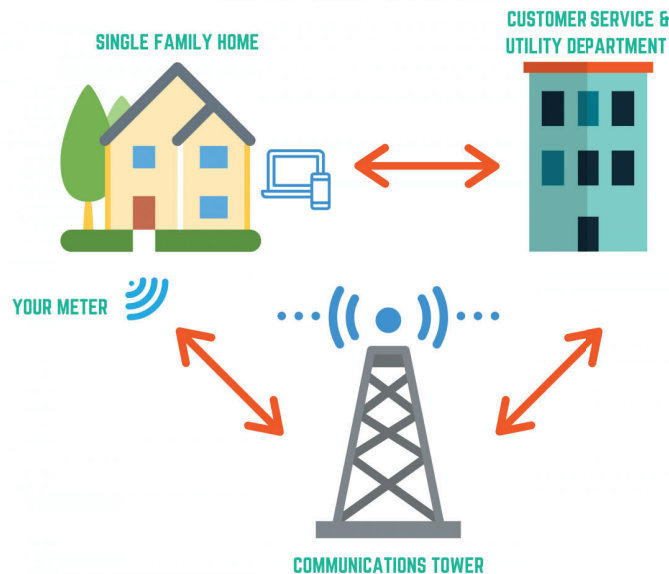 SINGLE FAMILY HOME
CUSTOMER SERVICE &
UTILITY DEPARTMENT
YOUR METER
COMMUNICATIONS TOWER